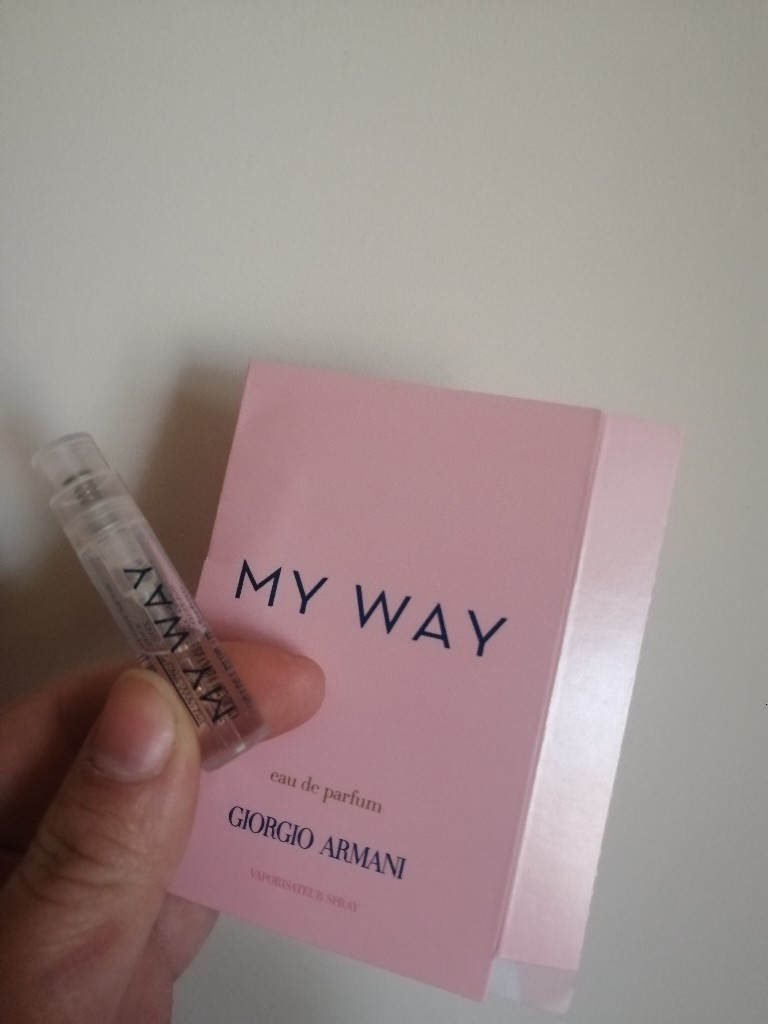 MY WAY
eau de parfum
GIORGIO ARMANI
VAPORISATEUR SPRAY
MY WAY